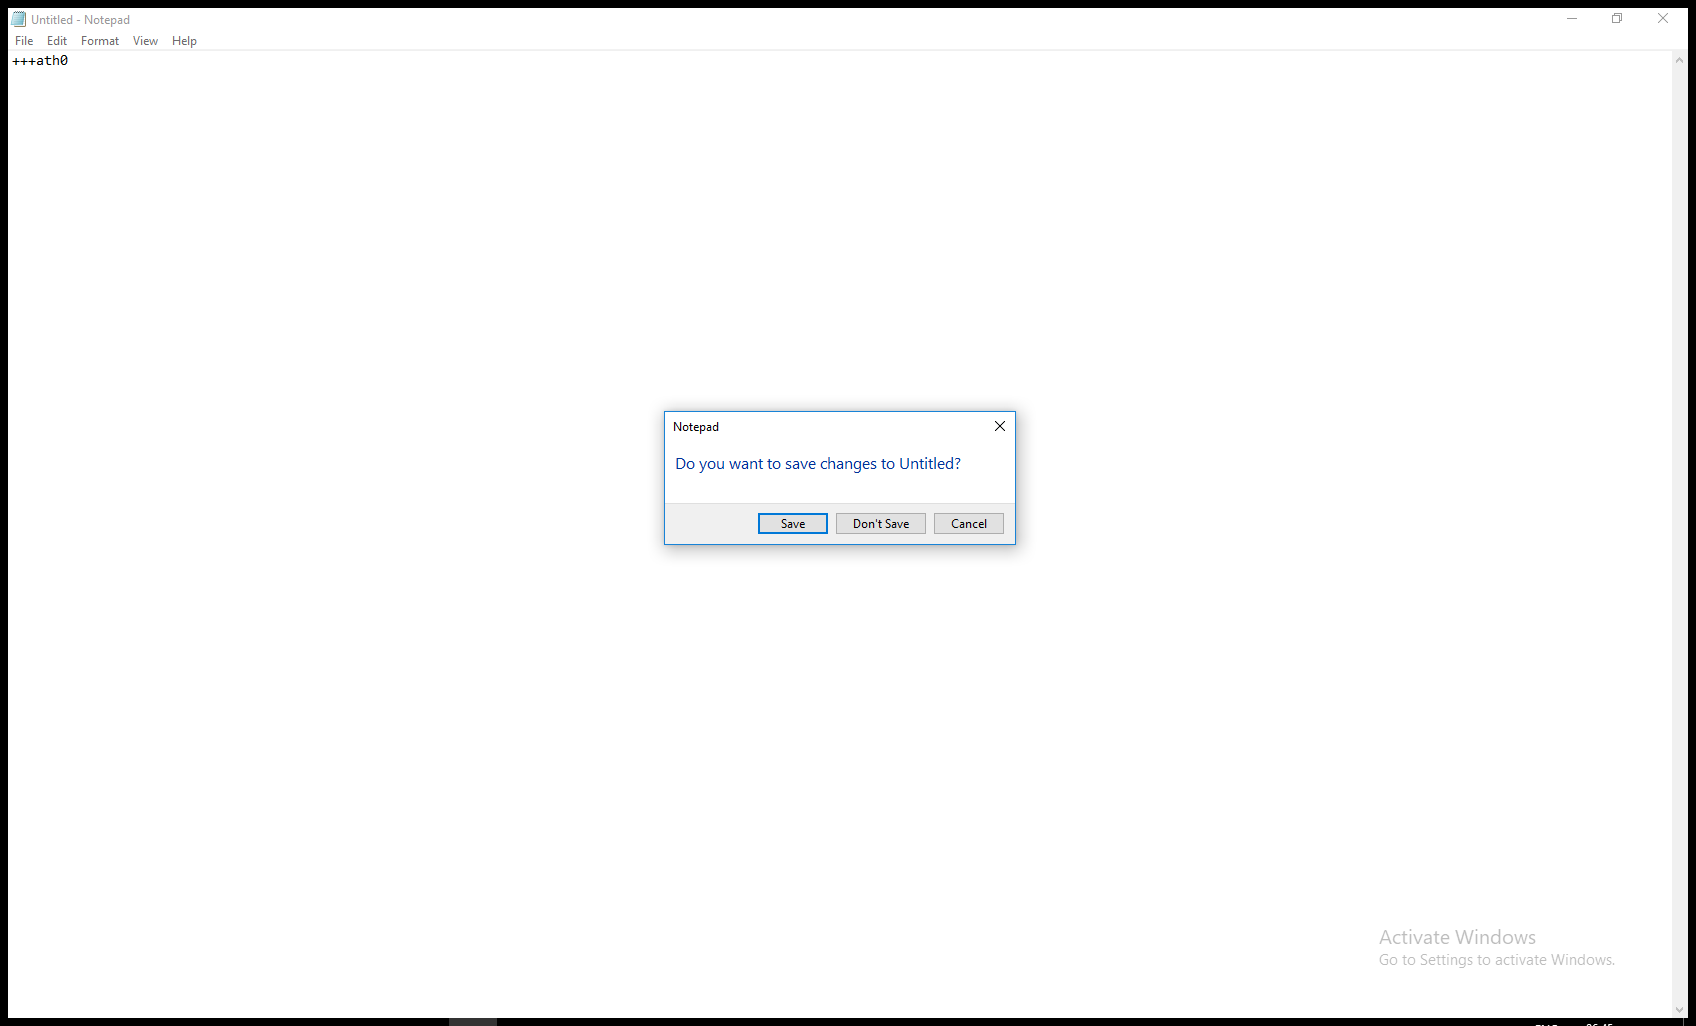 Untitled - Notepad
File Edit Format View Help
+++ath0
Notepad
Do you want to save changes to Untitled?
Save Don't Save Cancel
Activate Windows
Go to Settings to activate Windows.